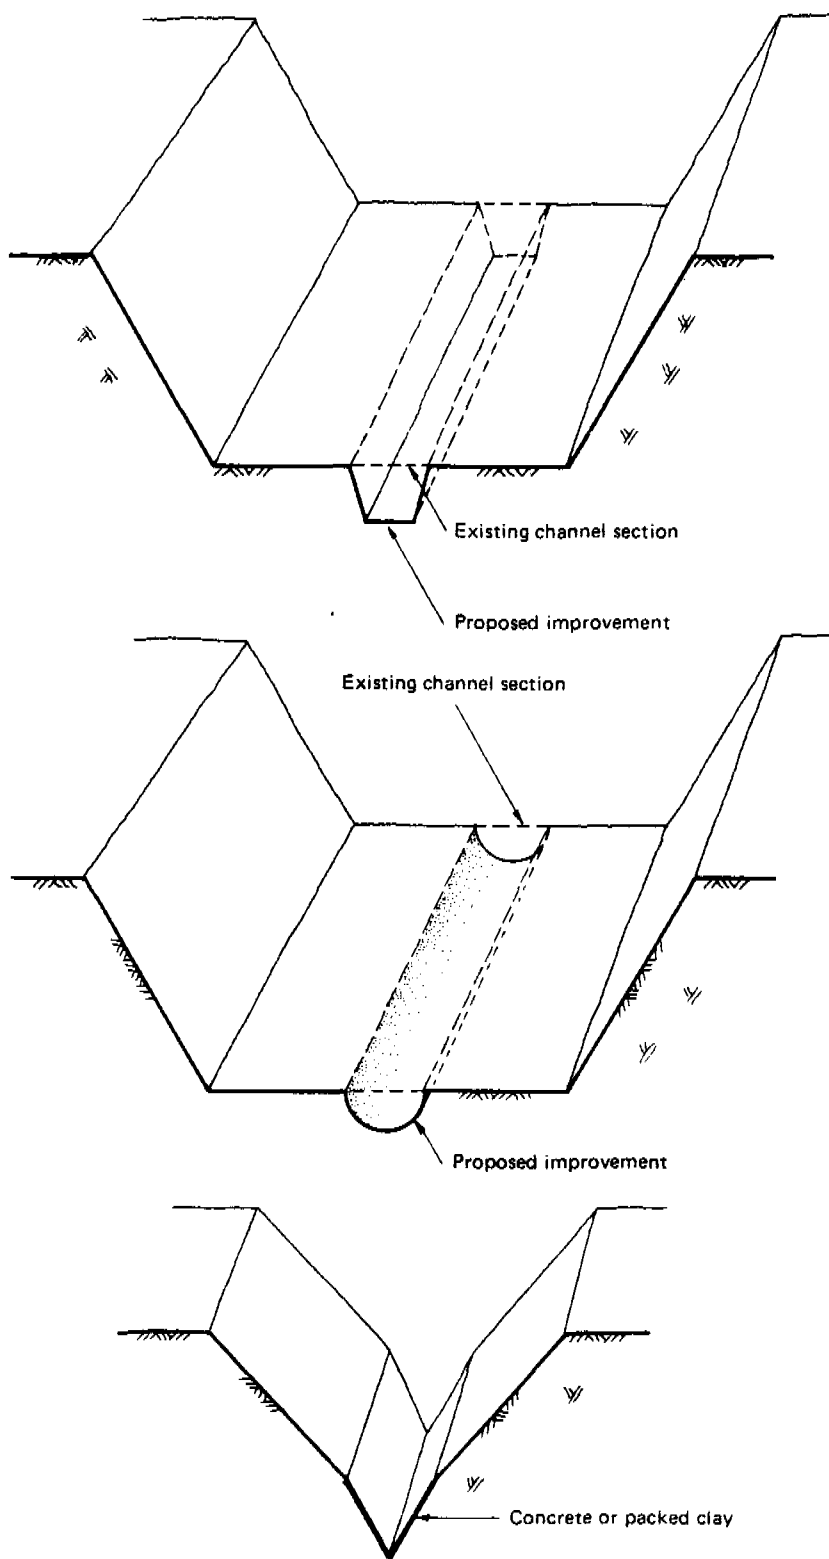 Existing channel section
Proposed improvement
Existing channel section
Proposed improvement
Concrete or packed clay